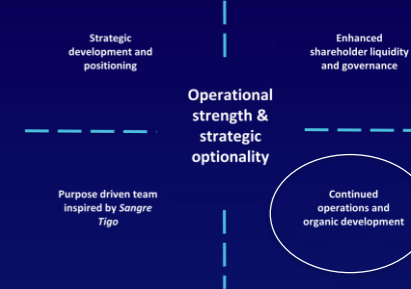 Strategic
development and
positioning
Enhanced
shareholder liquidity
and governance
Operational
strength &
strategic
optionality
Purpose driven team
inspired by Sangre
Tigo
Continued
operations and
organic development